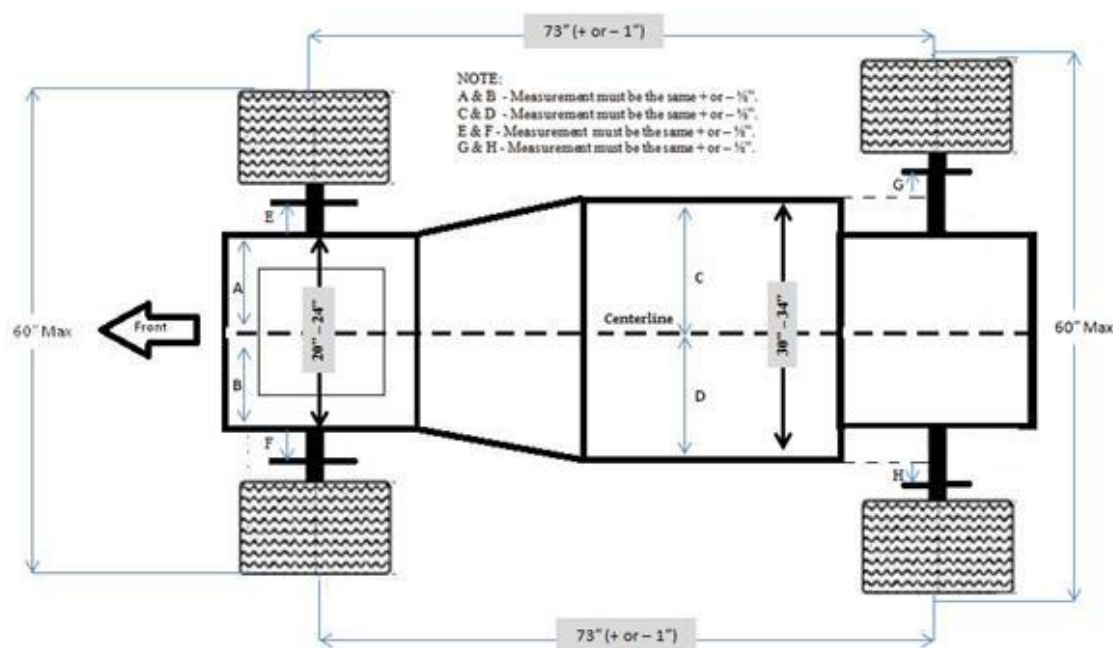 73” (+ or – 1”)
NOTE:
A & B - Measurement must be the same + or – ½”.
C & D - Measurement must be the same + or – ½”.
E & F - Measurement must be the same + or – ½”.
G & H - Measurement must be the same + or – ½”.
G
E
A
C
60” Max
Front
20” – 24”
Centerline
30” – 34”
60” Max
B
D
F
H
73” (+ or – 1”)